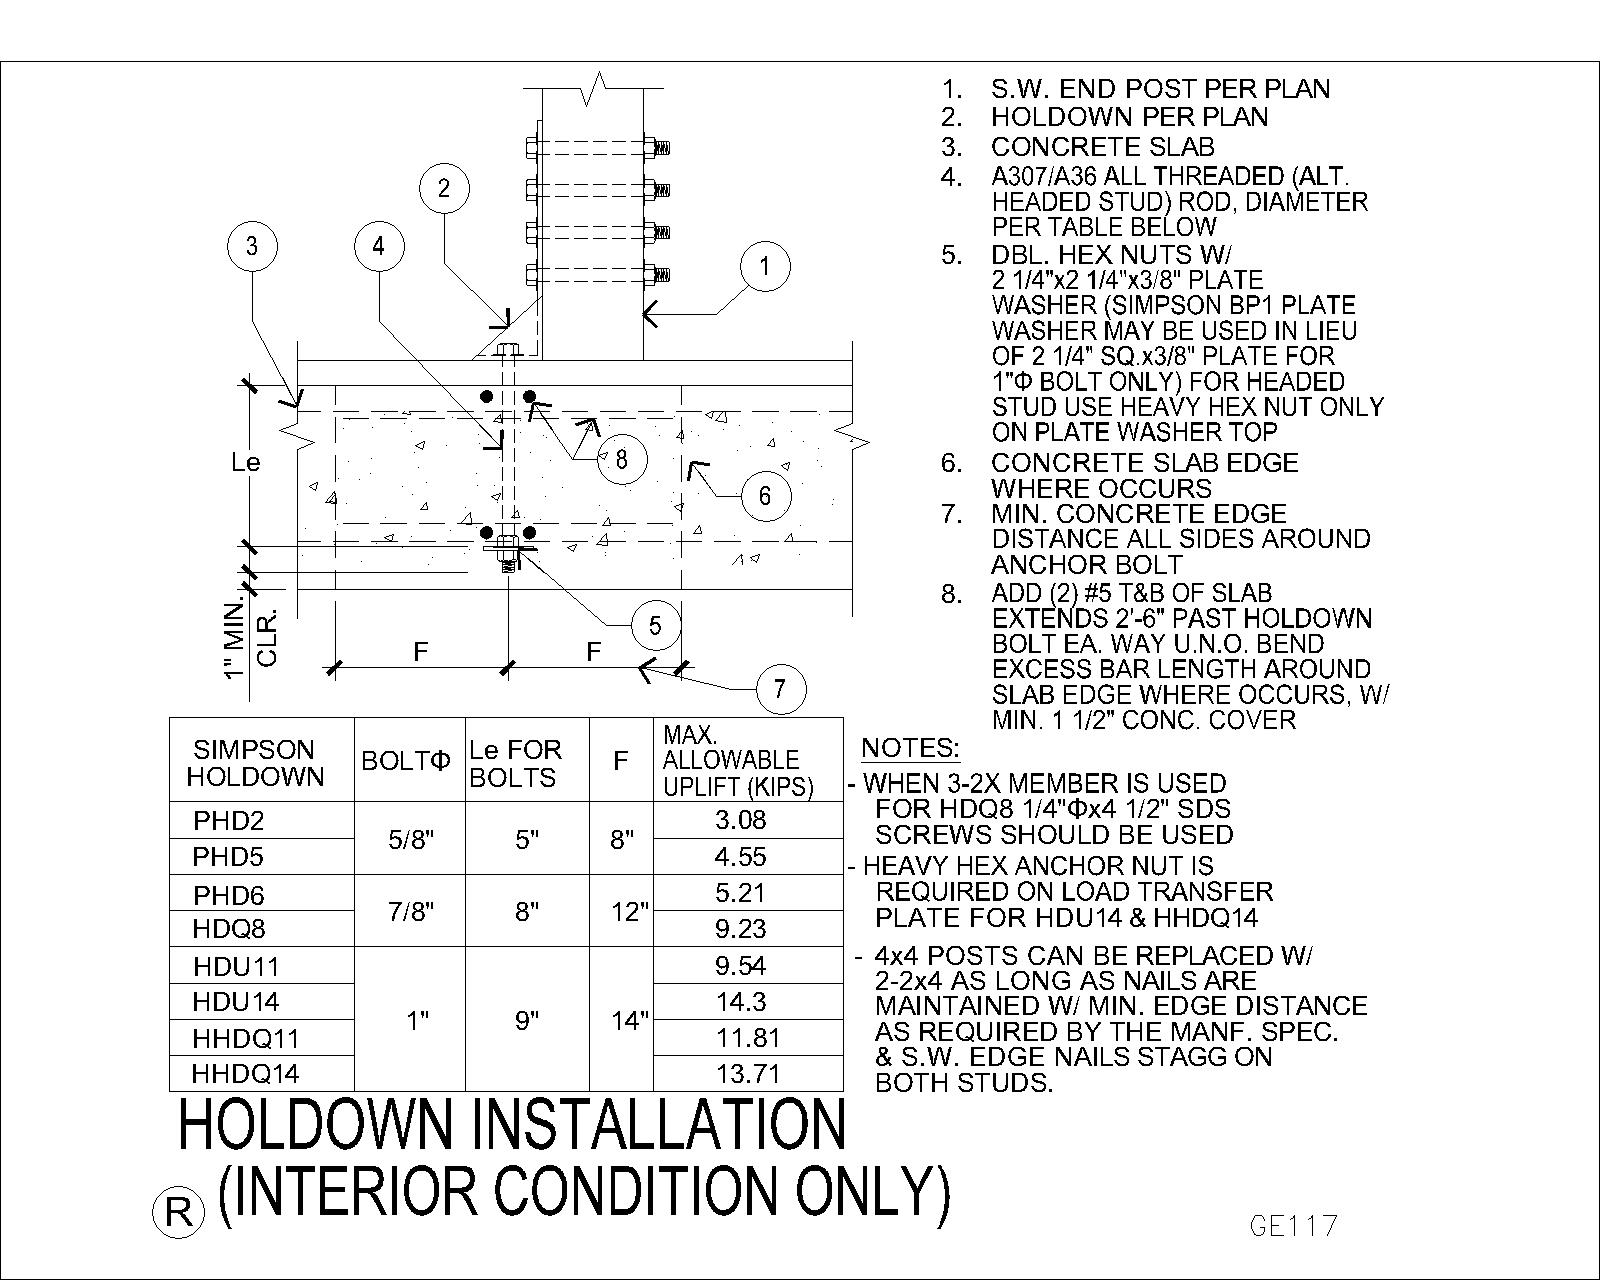 1. S.W. END POST PER PLAN
2. HOLDOWN PER PLAN
3. CONCRETE SLAB
4. A307/A36 ALL THREADED (ALT.
HEADED STUD) ROD, DIAMETER
PER TABLE BELOW
5. DBL. HEX NUTS W/
2 1/4"x2 1/4"x3/8" PLATE
WASHER (SIMPSON BP1 PLATE
WASHER MAY BE USED IN LIEU
OF 2 1/4" SQ.x3/8" PLATE FOR
1"Φ BOLT ONLY) FOR HEADED
STUD USE HEAVY HEX NUT ONLY
ON PLATE WASHER TOP
6. CONCRETE SLAB EDGE
WHERE OCCURS
7. MIN. CONCRETE EDGE
DISTANCE ALL SIDES AROUND
ANCHOR BOLT
8. ADD (2) #5 T&B OF SLAB
EXTENDS 2'-6" PAST HOLDOWN
BOLT EA. WAY U.N.O. BEND
EXCESS BAR LENGTH AROUND
SLAB EDGE WHERE OCCURS, W/
MIN. 1 1/2" CONC. COVER
2
3
4
1
Le
8
6
5
1" MIN.
CLR.
F
F
7
SIMPSON
HOLDOWN
BOLTΦ
Le FOR
BOLTS
F
MAX.
ALLOWABLE
UPLIFT (KIPS)
PHD2
5/8"
5"
8"
3.08
PHD5
4.55
PHD6
7/8"
8"
12"
5.21
HDQ8
9.23
HDU11
1"
9"
14"
9.54
HDU14
14.3
HHDQ11
11.81
HHDQ14
13.71
NOTES:
- WHEN 3-2X MEMBER IS USED
FOR HDQ8 1/4"Φx4 1/2" SDS
SCREWS SHOULD BE USED
- HEAVY HEX ANCHOR NUT IS
REQUIRED ON LOAD TRANSFER
PLATE FOR HDU14 & HHDQ14
- 4x4 POSTS CAN BE REPLACED W/
2-2x4 AS LONG AS NAILS ARE
MAINTAINED W/ MIN. EDGE DISTANCE
AS REQUIRED BY THE MANF. SPEC.
& S.W. EDGE NAILS STAGG ON
BOTH STUDS.
HOLDOWN INSTALLATION
(INTERIOR CONDITION ONLY)
R
GE117